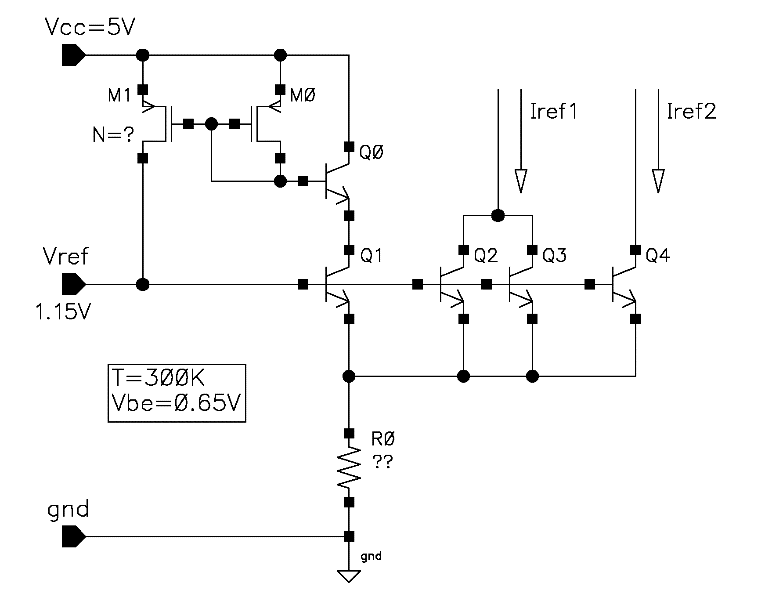 Vcc=5V
M1
MØ
N=?
QØ
Iref1
Iref2
Vref
1.15V
Q1
Q2
Q3
Q4
T=3ØØK
Vbe=Ø.65V
RØ
??
gnd
gnd